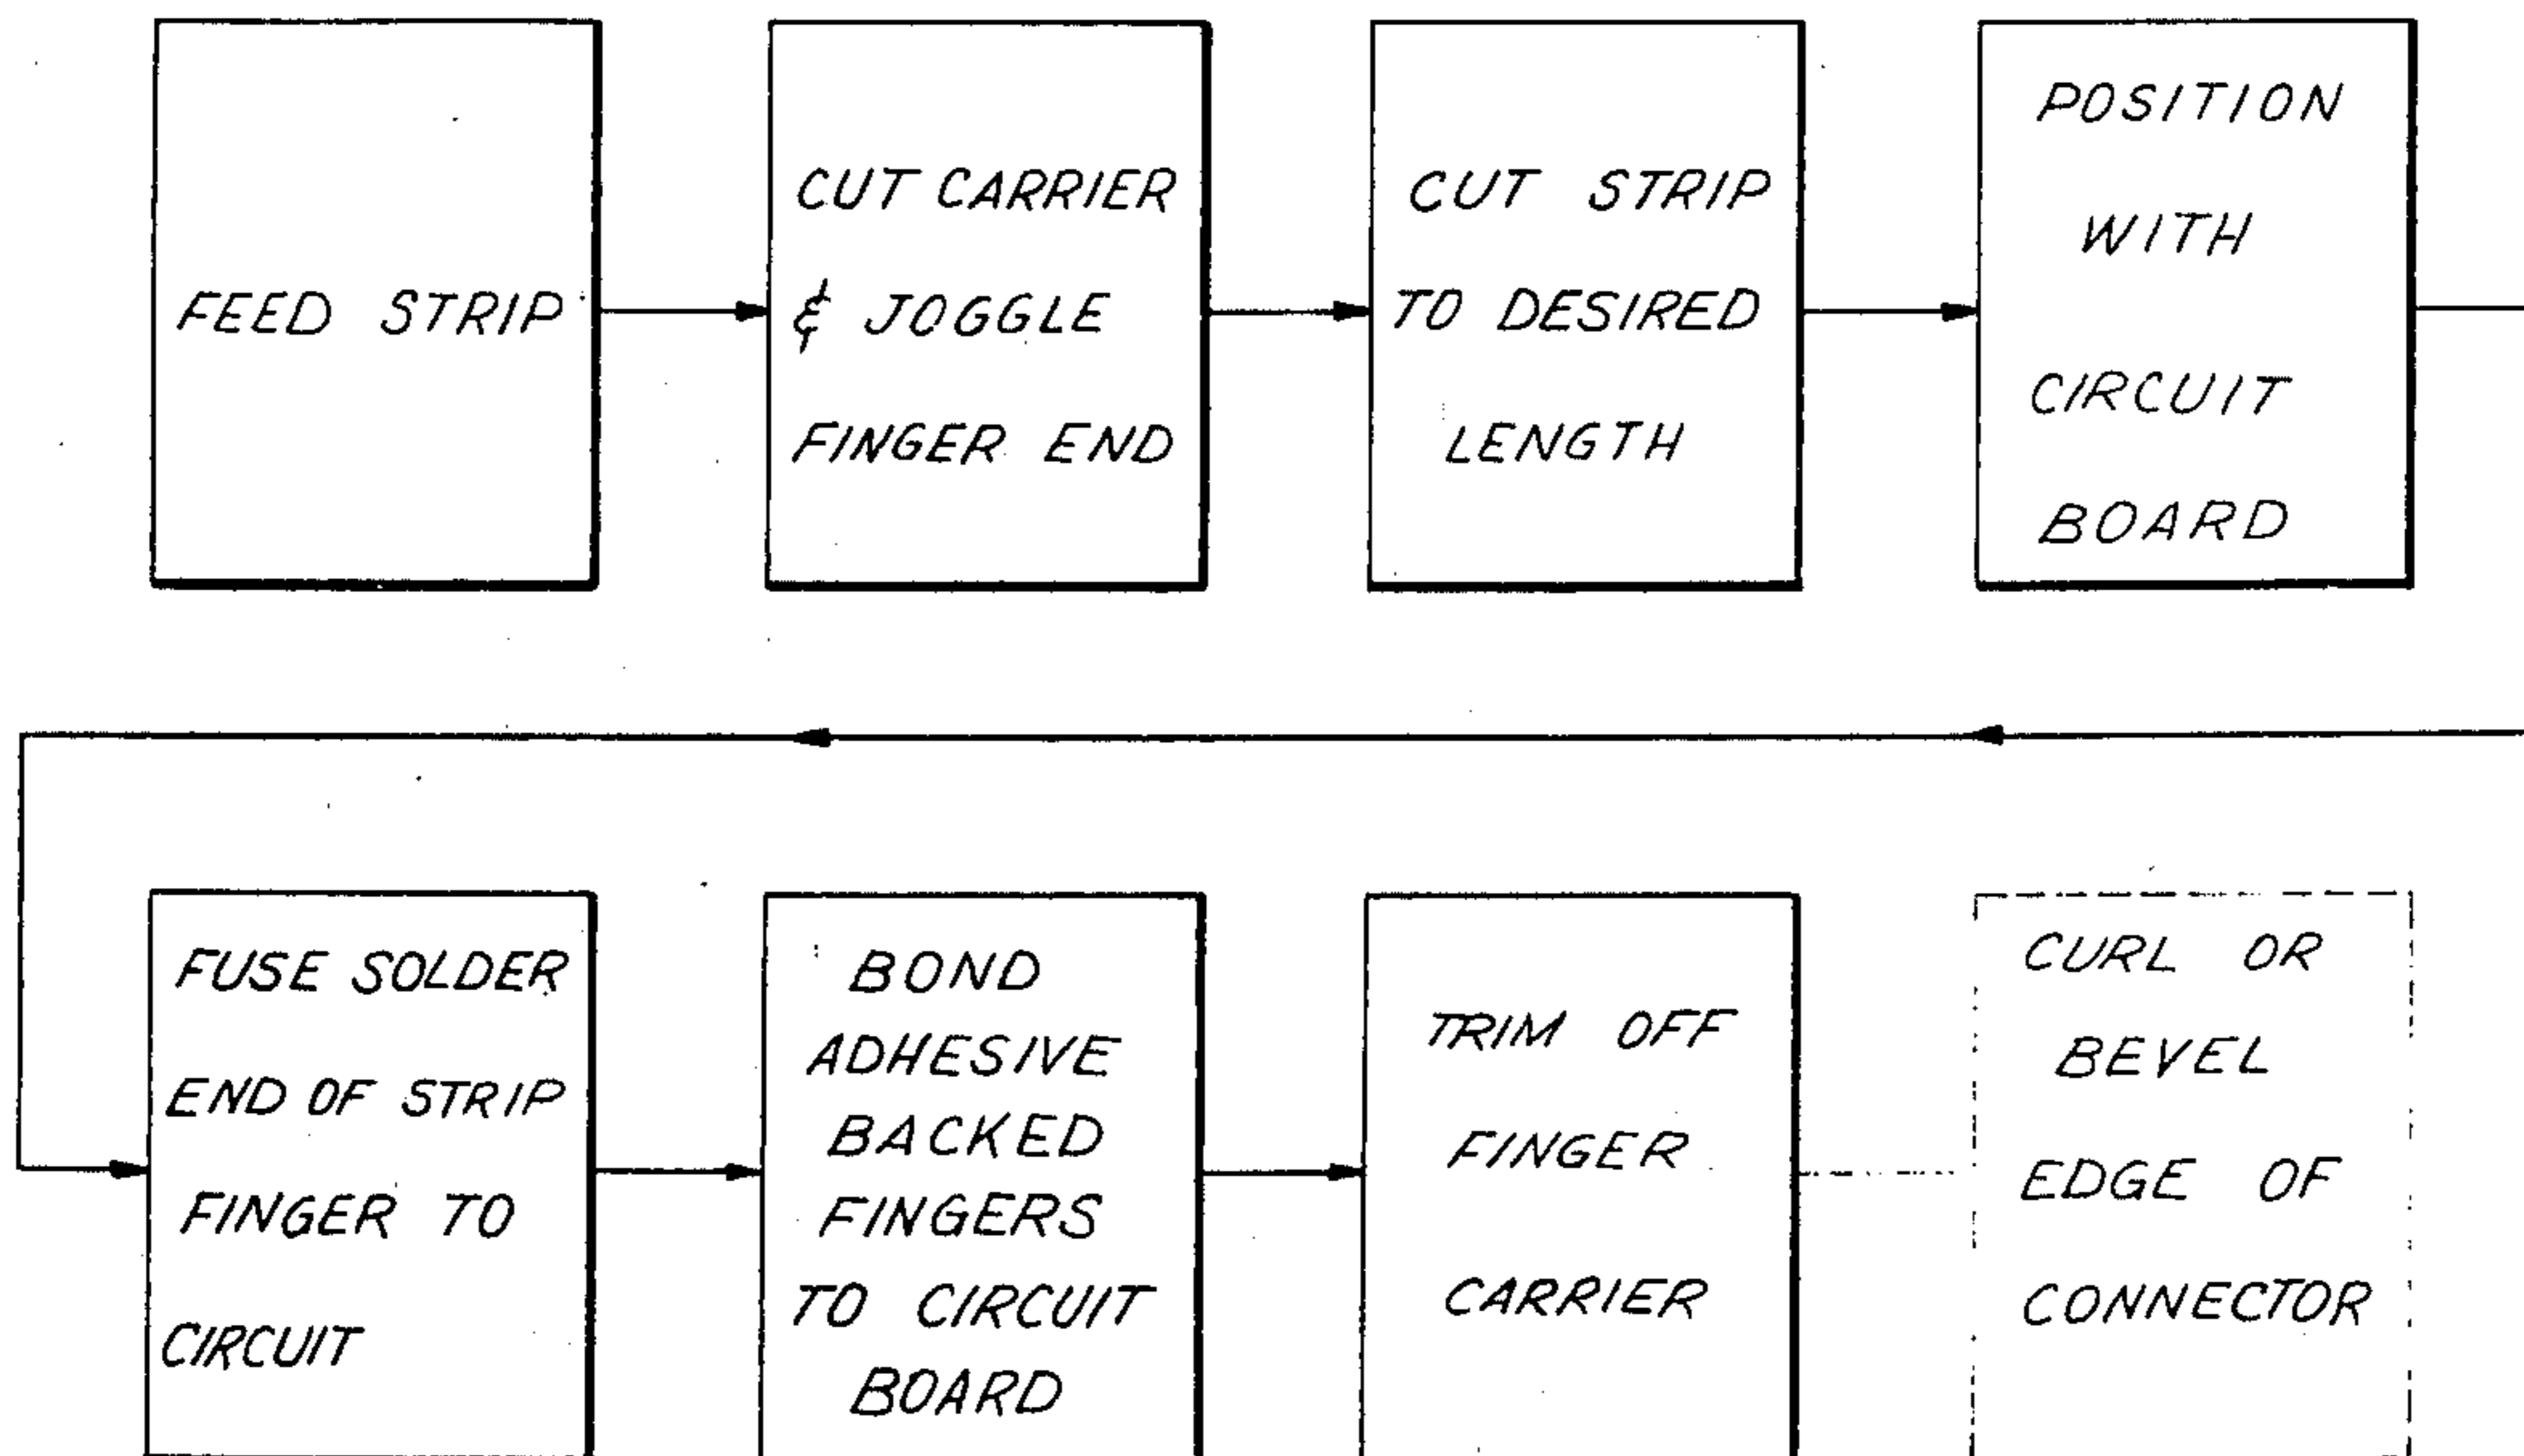 FEED STRIP
CUT CARRIER
& JOGGLE
FINGER END
CUT STRIP
TO DESIRED
LENGTH
POSITION
WITH
CIRCUIT
BOARD
FUSE SOLDER
END OF STRIP
FINGER TO
CIRCUIT
BOND
ADHESIVE
BACKED
FINGERS
TO CIRCUIT
BOARD
TRIM OFF
FINGER
CARRIER
CURL OR
BEVEL
EDGE OF
CONNECTOR